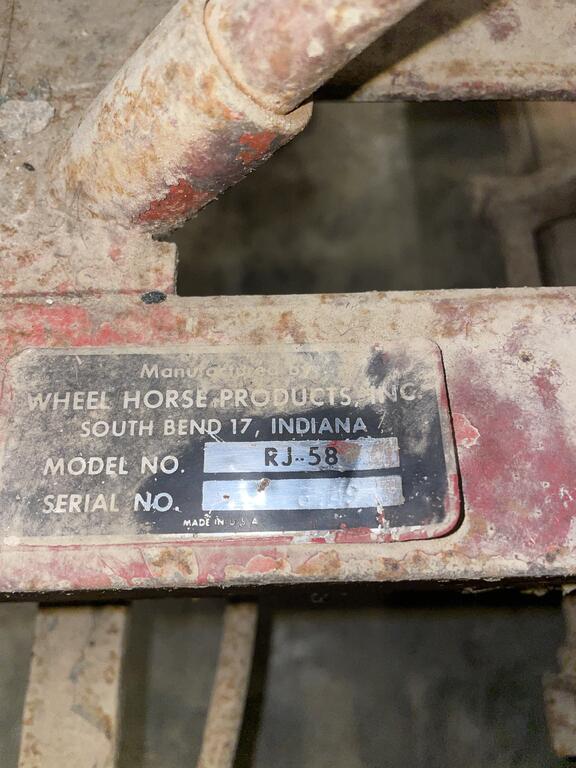 Manufactured by
WHEEL HORSE PRODUCTS, INC.
SOUTH BEND 17, INDIANA
MODEL NO. RJ-58
SERIAL NO.
MADE IN U.S.A